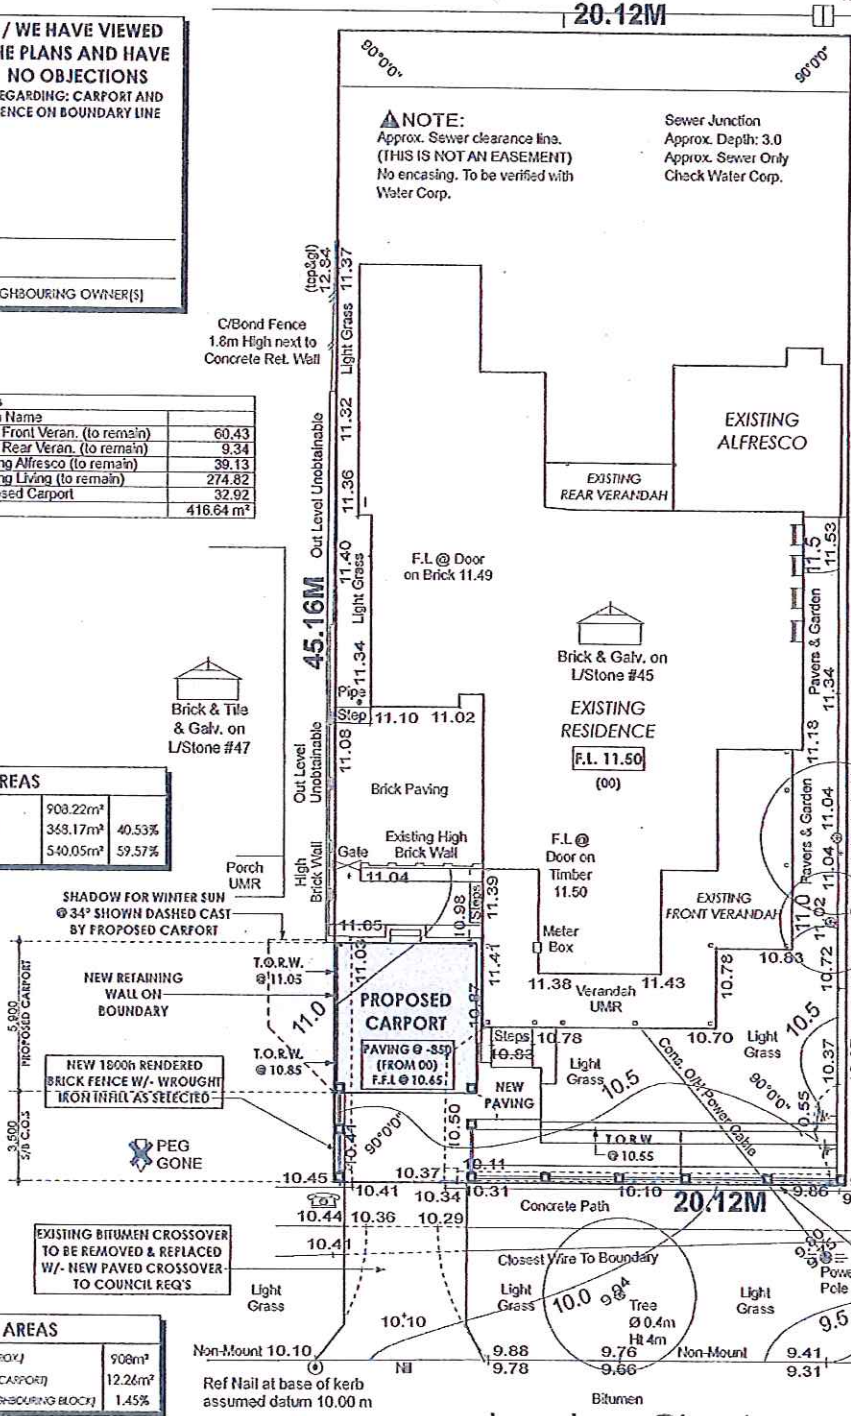 20.12M
/ WE HAVE VIEWED
HE PLANS AND HAVE
NO OBJECTIONS
EGARDING: CARPORT AND
ENCE ON BOUNDARY LINE
GHBOURING OWNER(S)
90°0'0"
90°0'0"
NOTE:
Approx. Sewer clearance line.
(THIS IS NOT AN EASEMENT)
No encasing. To be verified with
Water Corp.
Sewer Junction
Approx. Depth: 3.0
Approx. Sewer Only
Check Water Corp.
(top&gl)
12.84
11.37
C/Bond Fence
1.8m High next to
Concrete Ret. Wall
Light Grass
11.32
11.36
Out Level Unobtainable
Name
Front Veran. (to remain) 60.43
Rear Veran. (to remain) 9.34
ng Alfresco (to remain) 39.13
ng Living (to remain) 274.82
sed Carport 32.92
416.64 m²
EXISTING
ALFRESCO
EXISTING
REAR VERANDAH
11.5
11.53
F.L @ Door
on Brick 11.49
11.40
Light Grass
11.34
45.16M
Pavers & Garden
11.34
11.18
Brick & Galv. on
L/Stone #45
EXISTING
RESIDENCE
F.L. 11.50
(00)
Brick & Tile
& Galv. on
L/Stone #47
Pipe
Step
11.10 11.02
11.08
Out Level
Unobtainable
Brick Paving
REAS
908.22m²
368.17m² 40.53%
540.05m² 59.57%
Porch
UMR
High
Brick Wall
Gate
Existing High
Brick Wall
11.04
F.L @
Door on
Timber
11.50
Pavers & Garden
11.04
11.04
11.0
11.02
EXISTING
FRONT VERANDAH
SHADOW FOR WINTER SUN
@ 34° SHOWN DASHED CAST
BY PROPOSED CARPORT
11.05
10.98
Steps
11.39
Meter
Box
10.83
10.72
11.03
11.41
11.38
11.43
10.78
Verandah
UMR
NEW RETAINING
WALL ON
BOUNDARY
T.O.R.W.
@ 11.05
11.0
PROPOSED
CARPORT
10.87
PAVING @ -850
(FROM 00)
F.F.L @ 10.65
T.O.R.W.
@ 10.85
5,900
PROPOSED CARPORT
Steps
10.83
10.78
10.70
Light
Grass
10.5
10.37
Light
Grass
10.5
Cons. O/H Power Cable
90°0'0"
10.55
NEW
PAVING
NEW 1800h RENDERED
BRICK FENCE W/- WROUGHT
IRON INFILL AS SELECTED
3,500
S/B C.O.S
90°0'0"
10.50
T.O.R.W
@ 10.55
PEG
GONE
10.45
10.41
10.37
10.34
10.11
10.31
10.10
20.12M
9.86
Concrete Path
10.44 10.36 10.29
10.41
EXISTING BITUMEN CROSSOVER
TO BE REMOVED & REPLACED
W/- NEW PAVED CROSSOVER
TO COUNCIL REQ'S
Closest Wire To Boundary
Light
Grass
Light
Grass
10.0
9.94
Tree
Ø 0.4m
Ht 4m
Light
Grass
Powe
Pole
9.5
10.10
AREAS
908m²
CARPORT) 12.26m²
GHBOURING BLOCK) 1.45%
Non-Mount 10.10
Nil
9.88
9.78
9.76
9.66
Non-Mount
9.41
9.31
Ref Nail at base of kerb
assumed datum 10.00 m
Bitumen